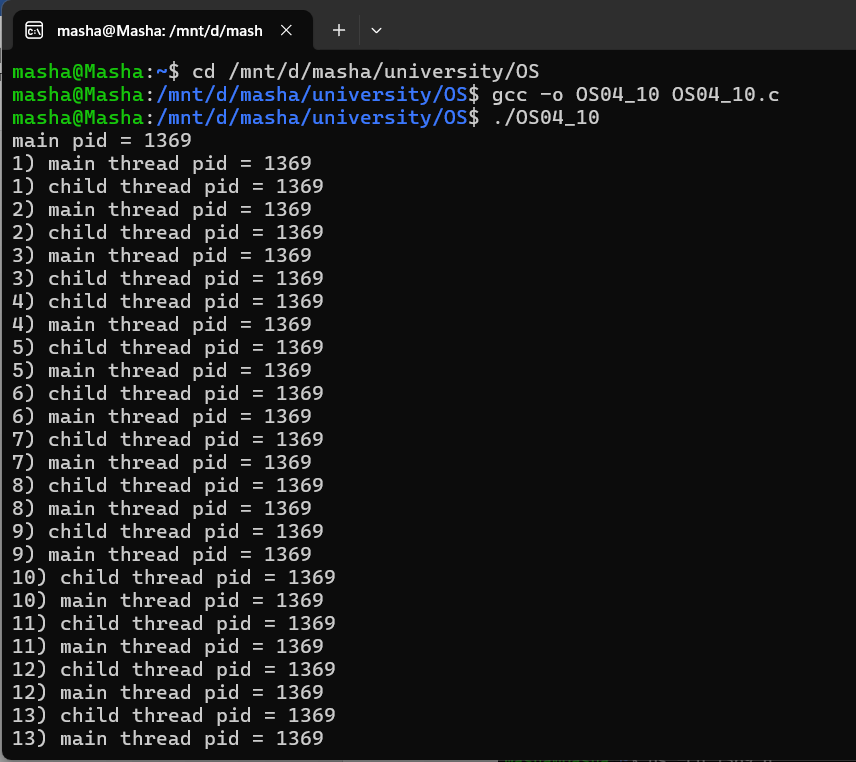 masha@Masha: /mnt/d/mash
masha@Masha:~$ cd /mnt/d/masha/university/OS
masha@Masha:/mnt/d/masha/university/OS$ gcc -o OS04_10 OS04_10.c
masha@Masha:/mnt/d/masha/university/OS$ ./OS04_10
main pid = 1369
1) main thread pid = 1369
1) child thread pid = 1369
2) main thread pid = 1369
2) child thread pid = 1369
3) main thread pid = 1369
3) child thread pid = 1369
4) child thread pid = 1369
4) main thread pid = 1369
5) child thread pid = 1369
5) main thread pid = 1369
6) child thread pid = 1369
6) main thread pid = 1369
7) child thread pid = 1369
7) main thread pid = 1369
8) child thread pid = 1369
8) main thread pid = 1369
9) child thread pid = 1369
9) main thread pid = 1369
10) child thread pid = 1369
10) main thread pid = 1369
11) child thread pid = 1369
11) main thread pid = 1369
12) child thread pid = 1369
12) main thread pid = 1369
13) child thread pid = 1369
13) main thread pid = 1369